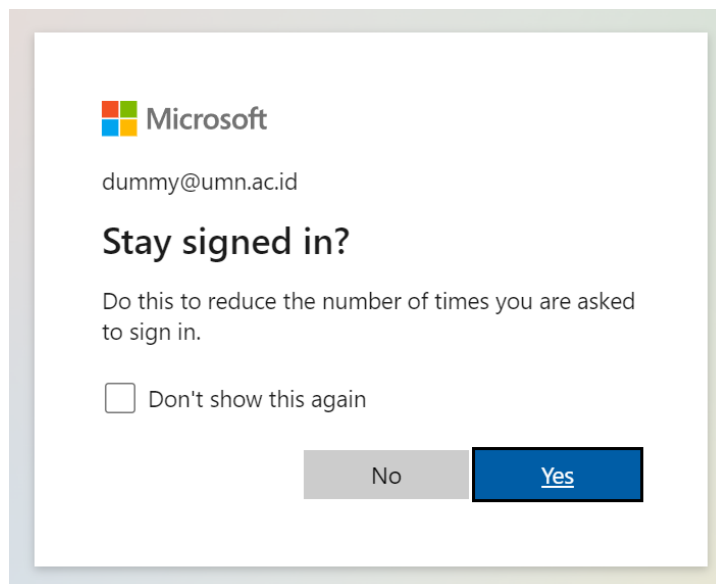 Microsoft
dummy@umn.ac.id
Stay signed in?
Do this to reduce the number of times you are asked
to sign in.
Don't show this again
No
Yes